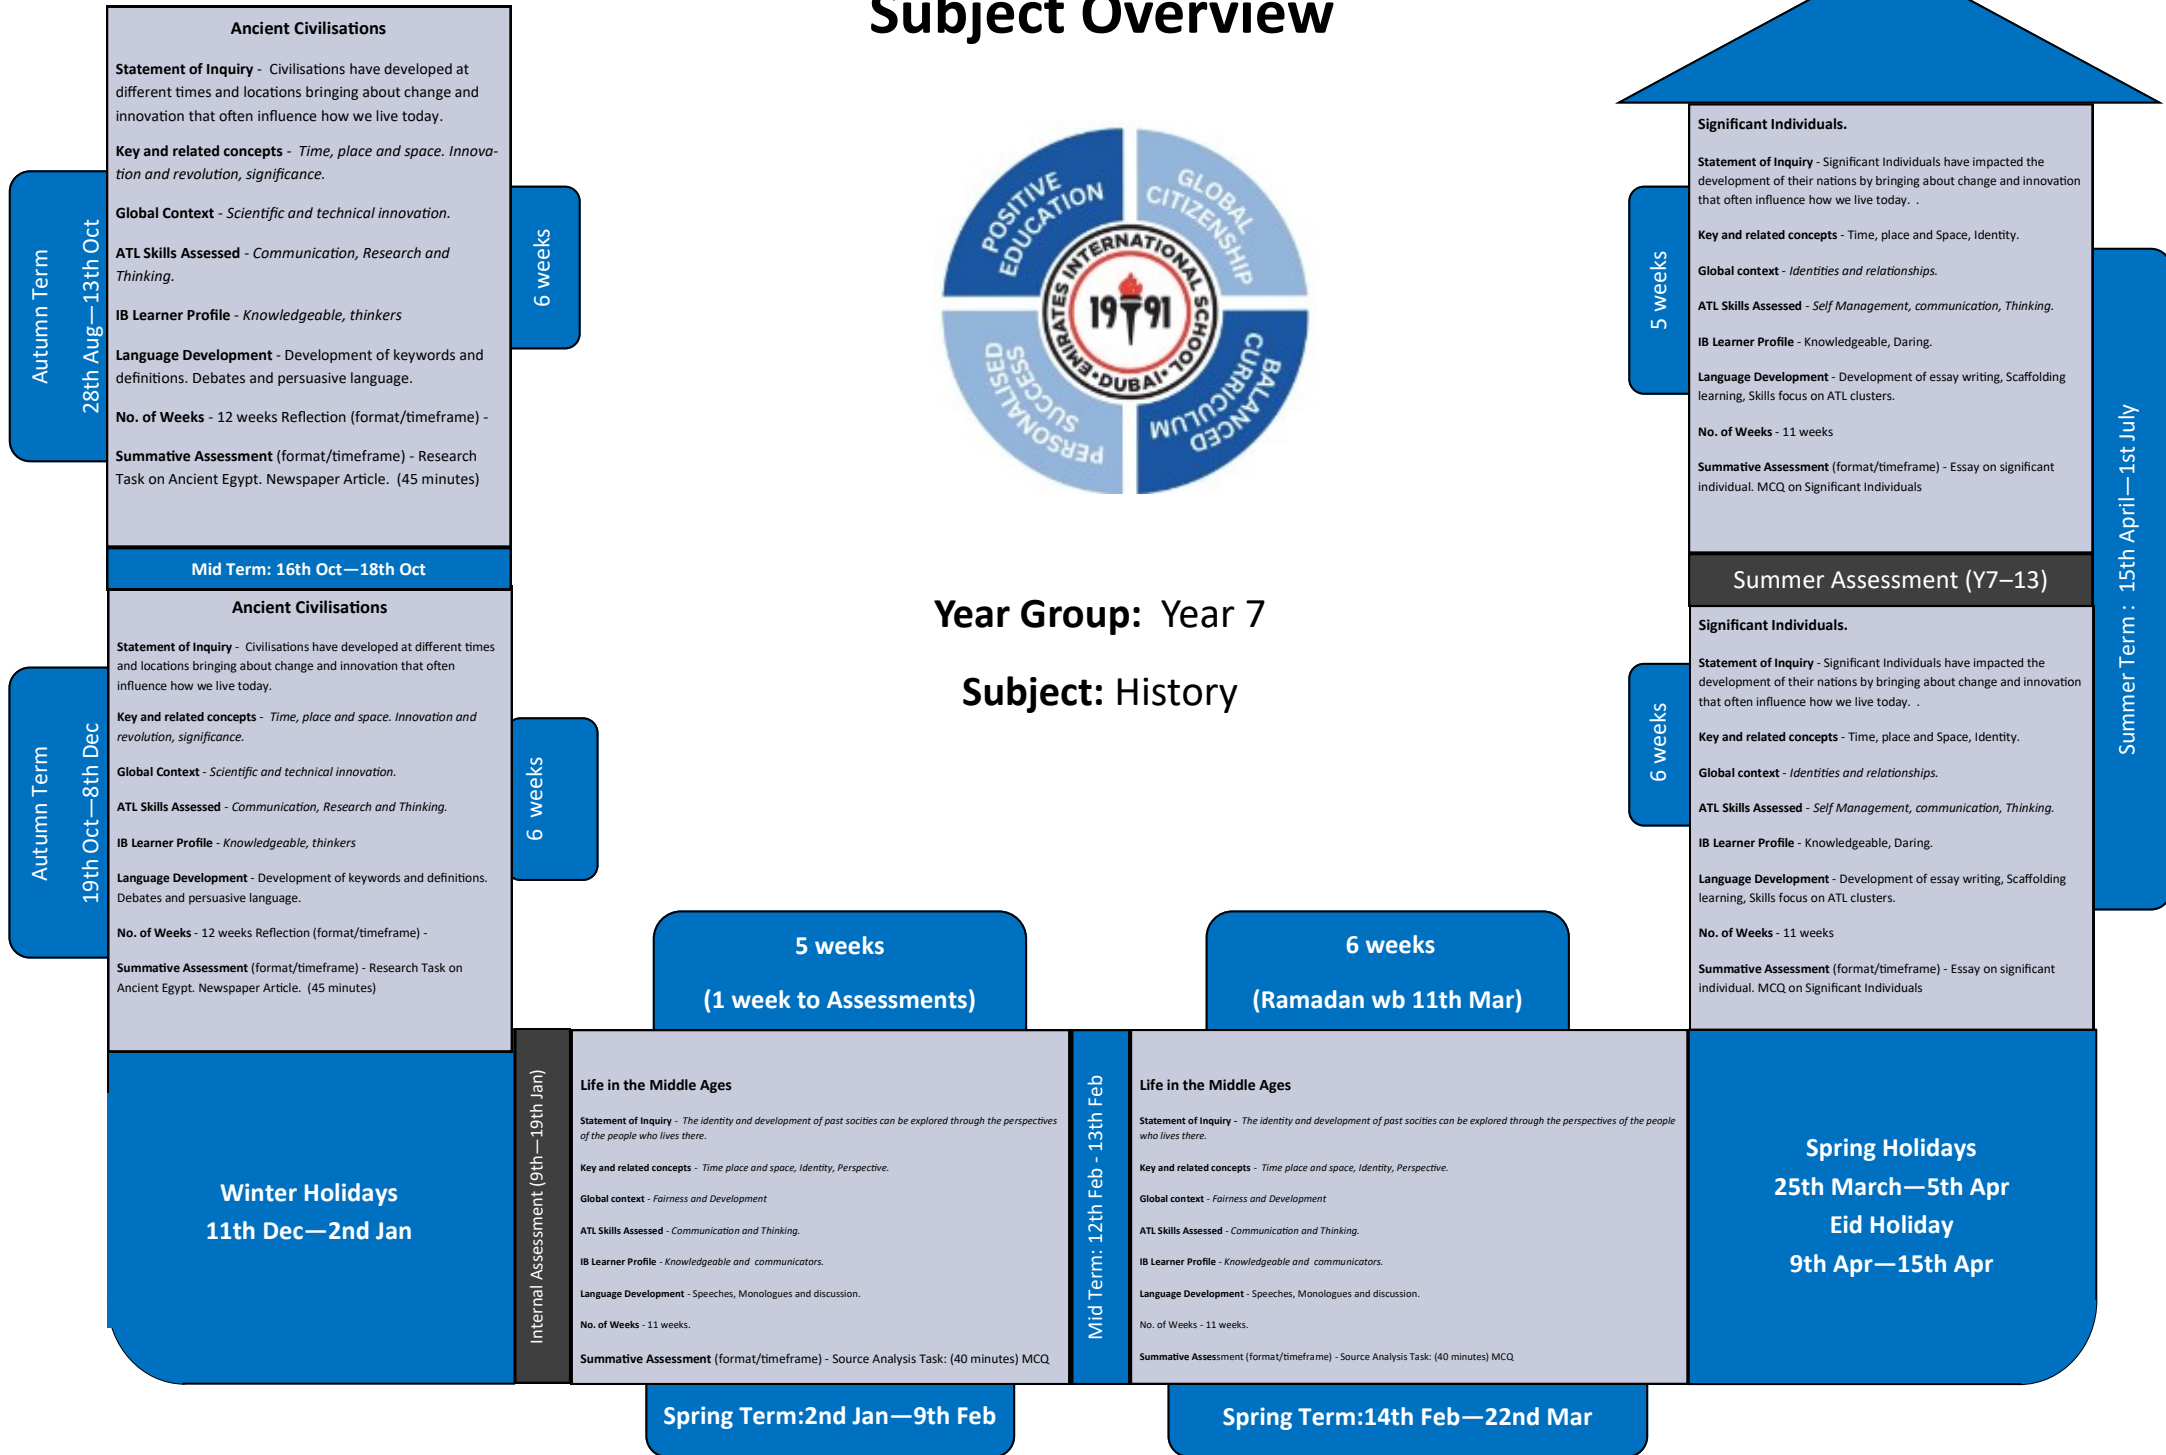 Subject Overview
Ancient Civilisations
Statement of Inquiry - Civilisations have developed at
different times and locations bringing about change and
innovation that often influence how we live today.
Key and related concepts - Time, place and space. Innova-
tion and revolution, significance.
Global Context - Scientific and technical innovation.
ATL Skills Assessed - Communication, Research and
Thinking.
IB Learner Profile - Knowledgeable, thinkers
Language Development - Development of keywords and
definitions. Debates and persuasive language.
No. of Weeks - 12 weeks Reflection (format/timeframe) -
Summative Assessment (format/timeframe) - Research
Task on Ancient Egypt. Newspaper Article. (45 minutes)
Autumn Term
28th Aug—13th Oct
6 weeks
Mid Term: 16th Oct—18th Oct
Ancient Civilisations
Statement of Inquiry - Civilisations have developed at different times
and locations bringing about change and innovation that often
influence how we live today.
Key and related concepts - Time, place and space. Innovation and
revolution, significance.
Global Context - Scientific and technical innovation.
ATL Skills Assessed - Communication, Research and Thinking.
IB Learner Profile - Knowledgeable, thinkers
Language Development - Development of keywords and definitions.
Debates and persuasive language.
No. of Weeks - 12 weeks Reflection (format/timeframe) -
Summative Assessment (format/timeframe) - Research Task on
Ancient Egypt. Newspaper Article. (45 minutes)
Autumn Term
19th Oct—8th Dec
6 weeks
Winter Holidays
11th Dec—2nd Jan
POSITIVE
EDUCATION
GLOBAL
CITIZENSHIP
BALANCED
CURRICULUM
PERSONALISED
SUCCESS
EMIRATES INTERNATIONAL SCHOOL
•DUBAI•
19 91
Year Group: Year 7
Subject: History
Internal Assessment (9th—19th Jan)
5 weeks
(1 week to Assessments)
Life in the Middle Ages
Statement of Inquiry - The identity and development of past socities can be explored through the perspectives
of the people who lives there.
Key and related concepts - Time place and space, Identity, Perspective.
Global context - Fairness and Development
ATL Skills Assessed - Communication and Thinking.
IB Learner Profile - Knowledgeable and communicators.
Language Development - Speeches, Monologues and discussion.
No. of Weeks - 11 weeks.
Summative Assessment (format/timeframe) - Source Analysis Task: (40 minutes) MCQ
Spring Term:2nd Jan—9th Feb
Mid Term: 12th Feb - 13th Feb
6 weeks
(Ramadan wb 11th Mar)
Life in the Middle Ages
Statement of Inquiry - The identity and development of past socities can be explored through the perspectives of the people
who lives there.
Key and related concepts - Time place and space, Identity, Perspective.
Global context - Fairness and Development
ATL Skills Assessed - Communication and Thinking.
IB Learner Profile - Knowledgeable and communicators.
Language Development - Speeches, Monologues and discussion.
No. of Weeks - 11 weeks.
Summative Assessment (format/timeframe) - Source Analysis Task: (40 minutes) MCQ
Spring Term:14th Feb—22nd Mar
Spring Holidays
25th March—5th Apr
Eid Holiday
9th Apr—15th Apr
Significant Individuals.
Statement of Inquiry - Significant Individuals have impacted the
development of their nations by bringing about change and innovation
that often influence how we live today. .
Key and related concepts - Time, place and Space, Identity.
Global context - Identities and relationships.
ATL Skills Assessed - Self Management, communication, Thinking.
IB Learner Profile - Knowledgeable, Daring.
Language Development - Development of essay writing, Scaffolding
learning, Skills focus on ATL clusters.
No. of Weeks - 11 weeks
Summative Assessment (format/timeframe) - Essay on significant
individual. MCQ on Significant Individuals
5 weeks
Summer Assessment (Y7–13)
Significant Individuals.
Statement of Inquiry - Significant Individuals have impacted the
development of their nations by bringing about change and innovation
that often influence how we live today. .
Key and related concepts - Time, place and Space, Identity.
Global context - Identities and relationships.
ATL Skills Assessed - Self Management, communication, Thinking.
IB Learner Profile - Knowledgeable, Daring.
Language Development - Development of essay writing, Scaffolding
learning, Skills focus on ATL clusters.
No. of Weeks - 11 weeks
Summative Assessment (format/timeframe) - Essay on significant
individual. MCQ on Significant Individuals
6 weeks
Summer Term : 15th April—1st July